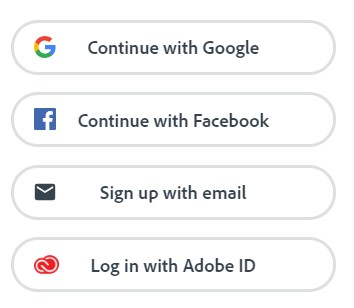 Continue with Google
Continue with Facebook
Sign up with email
Log in with Adobe ID